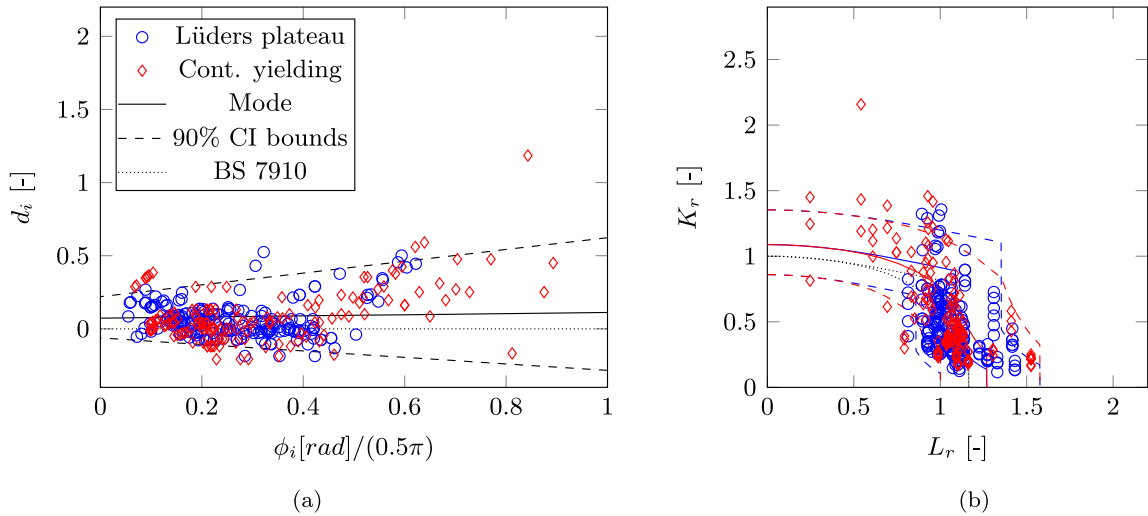 2
1.5
1
0.5
0
0
0.2
0.4
0.6
0.8
1
d_i [-]
ϕ_i[rad]/(0.5π)
Lüders plateau
Cont. yielding
Mode
90% CI bounds
BS 7910
(a)
2.5
2
1.5
1
0.5
0
0
0.5
1
1.5
2
K_r [-]
L_r [-]
(b)